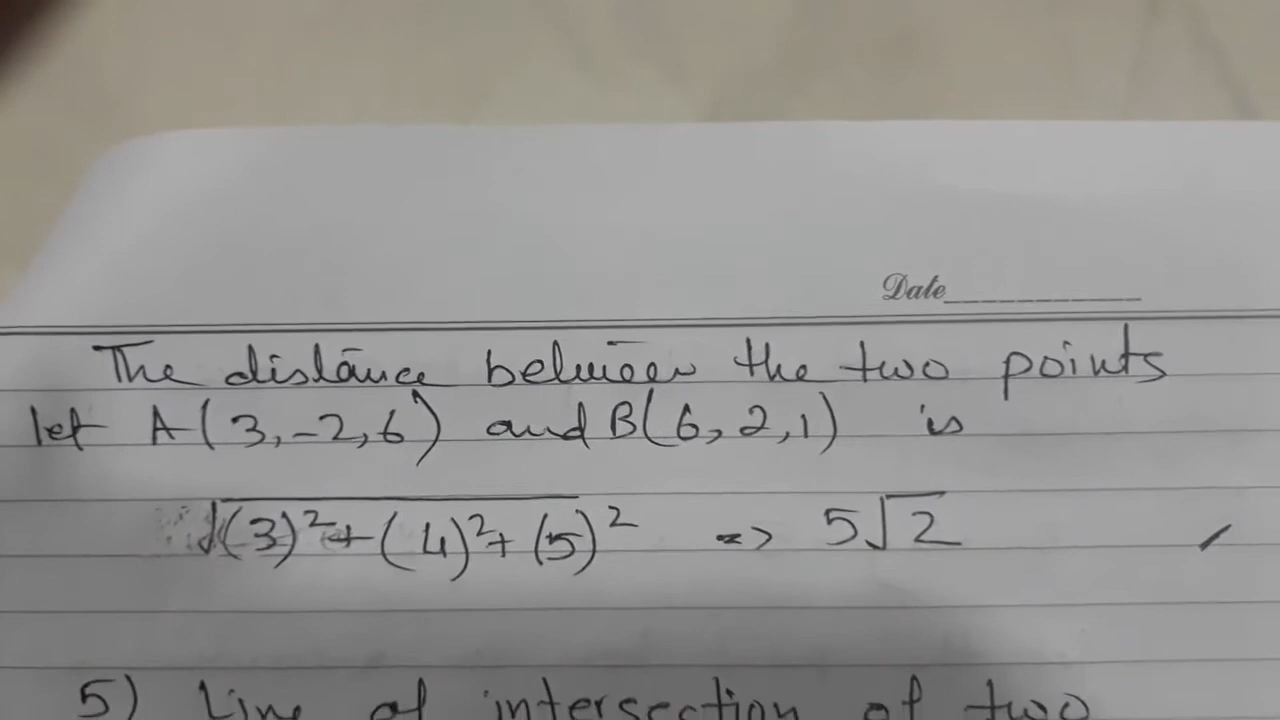 Date
The distance between the two points
let A(3,-2,6) and B(6,2,1) is
√(3)²+(4)²+(5)² => 5√2
5) Line of intersection of two